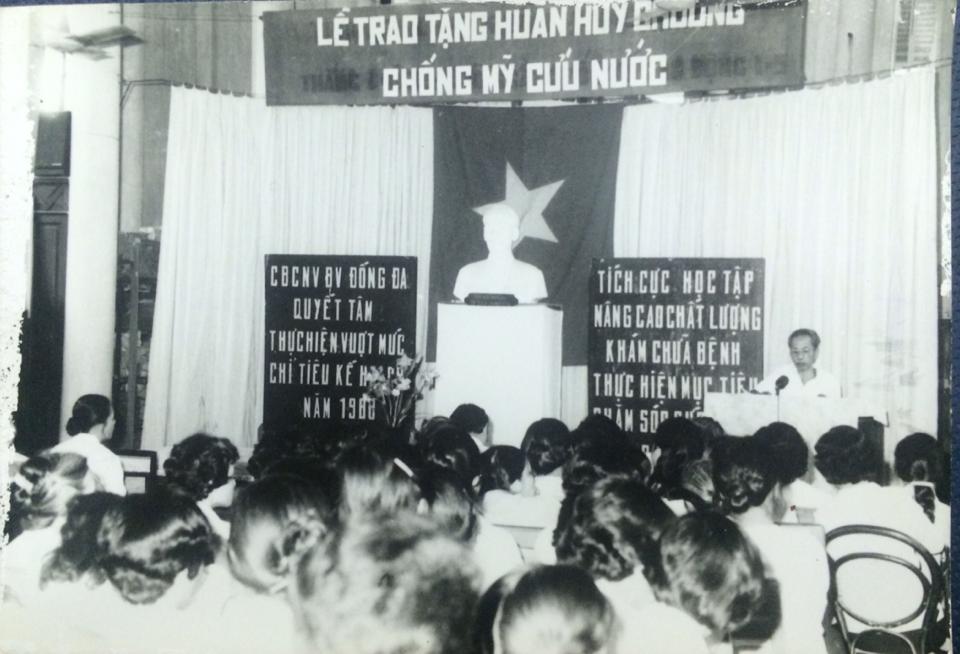 LỄ TRAO TẶNG HUÂN HUY CHƯƠNG
CHỐNG MỸ CỨU NƯỚC
CBCNV BV ĐỐNG ĐA
QUYẾT TÂM
THỰC HIỆN VƯỢT MỨC
CHỈ TIÊU KẾ
NĂM
TÍCH CỰC HỌC TẬP
NÂNG CAO CHẤT LƯỢNG
KHÁM CHỮA BỆNH
THỰC HIỆN MỤC TIÊU
CHĂM SÓC